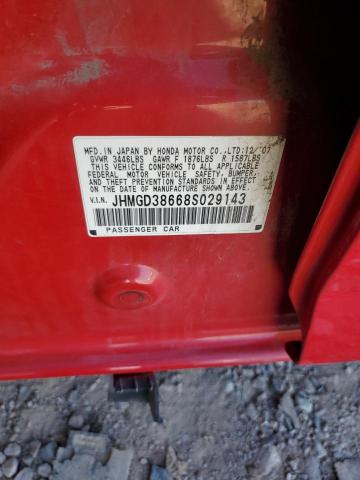 MFD. IN JAPAN BY HONDA MOTOR CO.,LTD.12/'07
GVWR 3446LBS GAWR F 1876LBS R 1587LBS
THIS VEHICLE CONFORMS TO ALL APPLICABLE
FEDERAL MOTOR VEHICLE SAFETY, BUMPER,
AND THEFT PREVENTION STANDARDS IN EFFECT
ON THE DATE OF MANUFACTURE SHOWN ABOVE.
V.I.N. JHMGD38668S029143
PASSENGER CAR